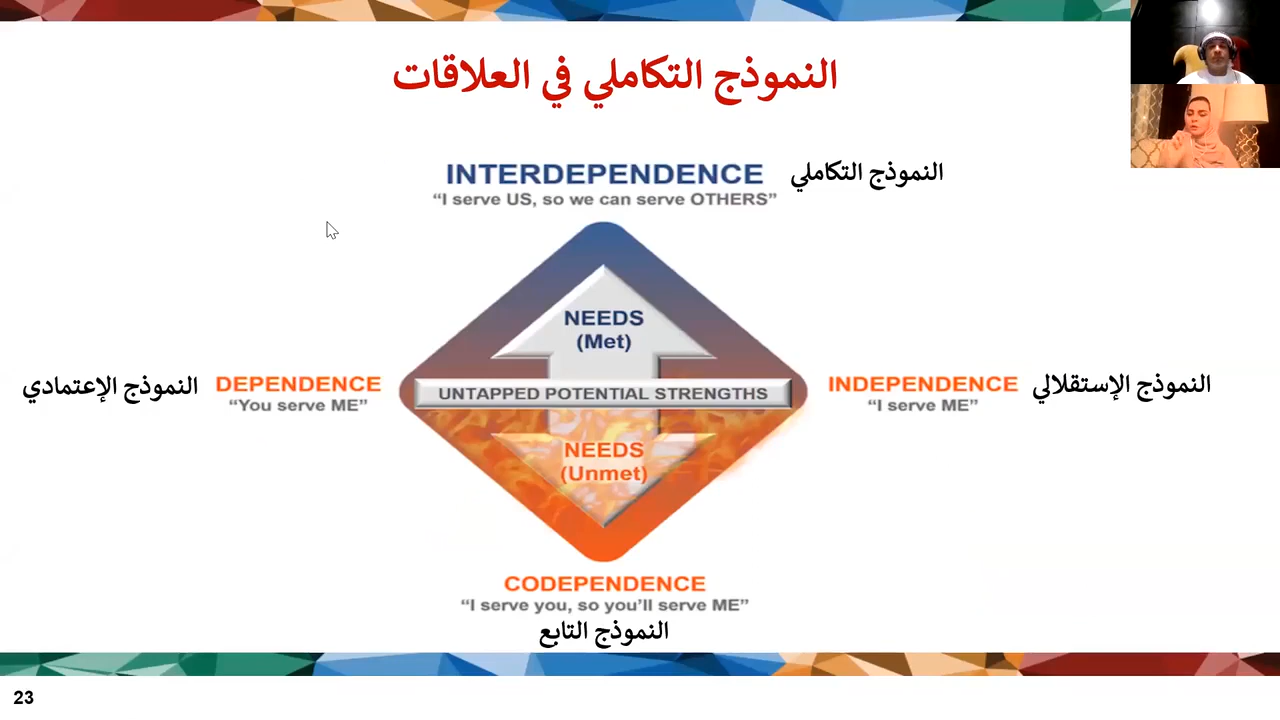 النموذج التكاملي في العلاقات
INTERDEPENDENCE النموذج التكاملي
“I serve US, so we can serve OTHERS”
NEEDS
(Met)
النموذج الإعتمادي DEPENDENCE
“You serve ME”
UNTAPPED POTENTIAL STRENGTHS
INDEPENDENCE النموذج الإستقلالي
“I serve ME”
NEEDS
(Unmet)
CODEPENDENCE
“I serve you, so you’ll serve ME”
النموذج التابع
23